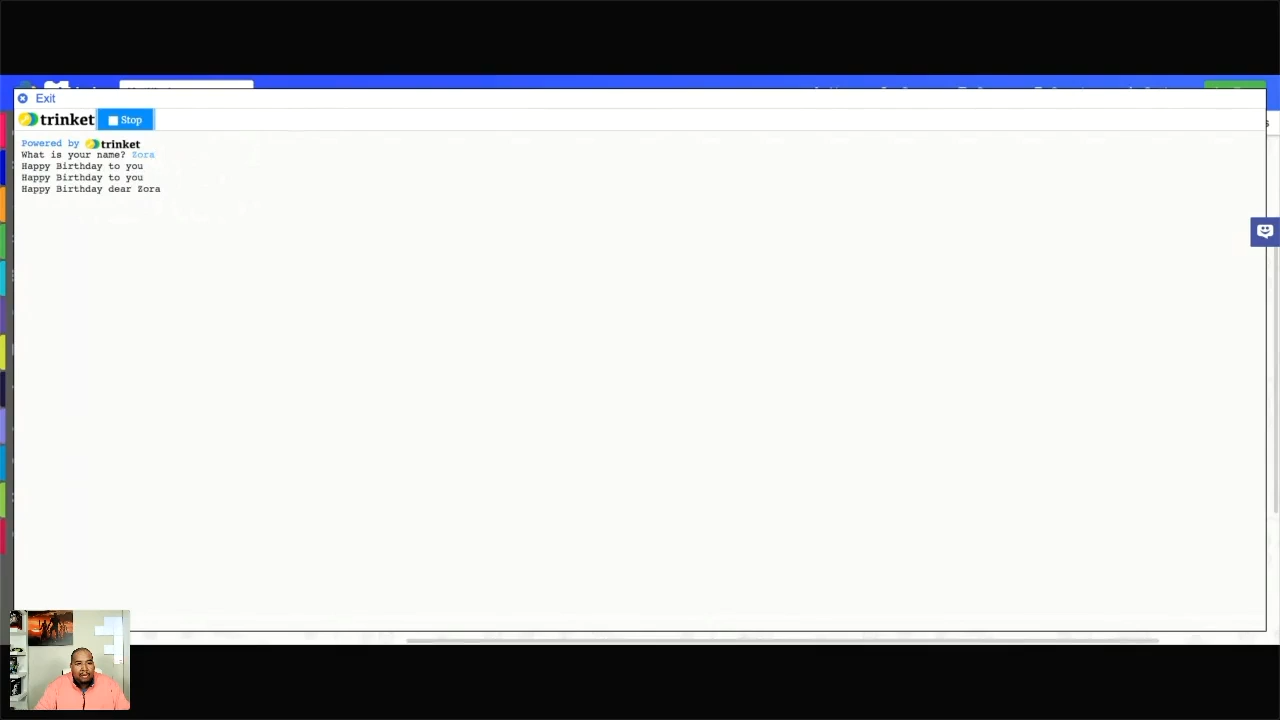 Exit
trinket Stop
Powered by trinket
What is your name? Zora
Happy Birthday to you
Happy Birthday to you
Happy Birthday dear Zora